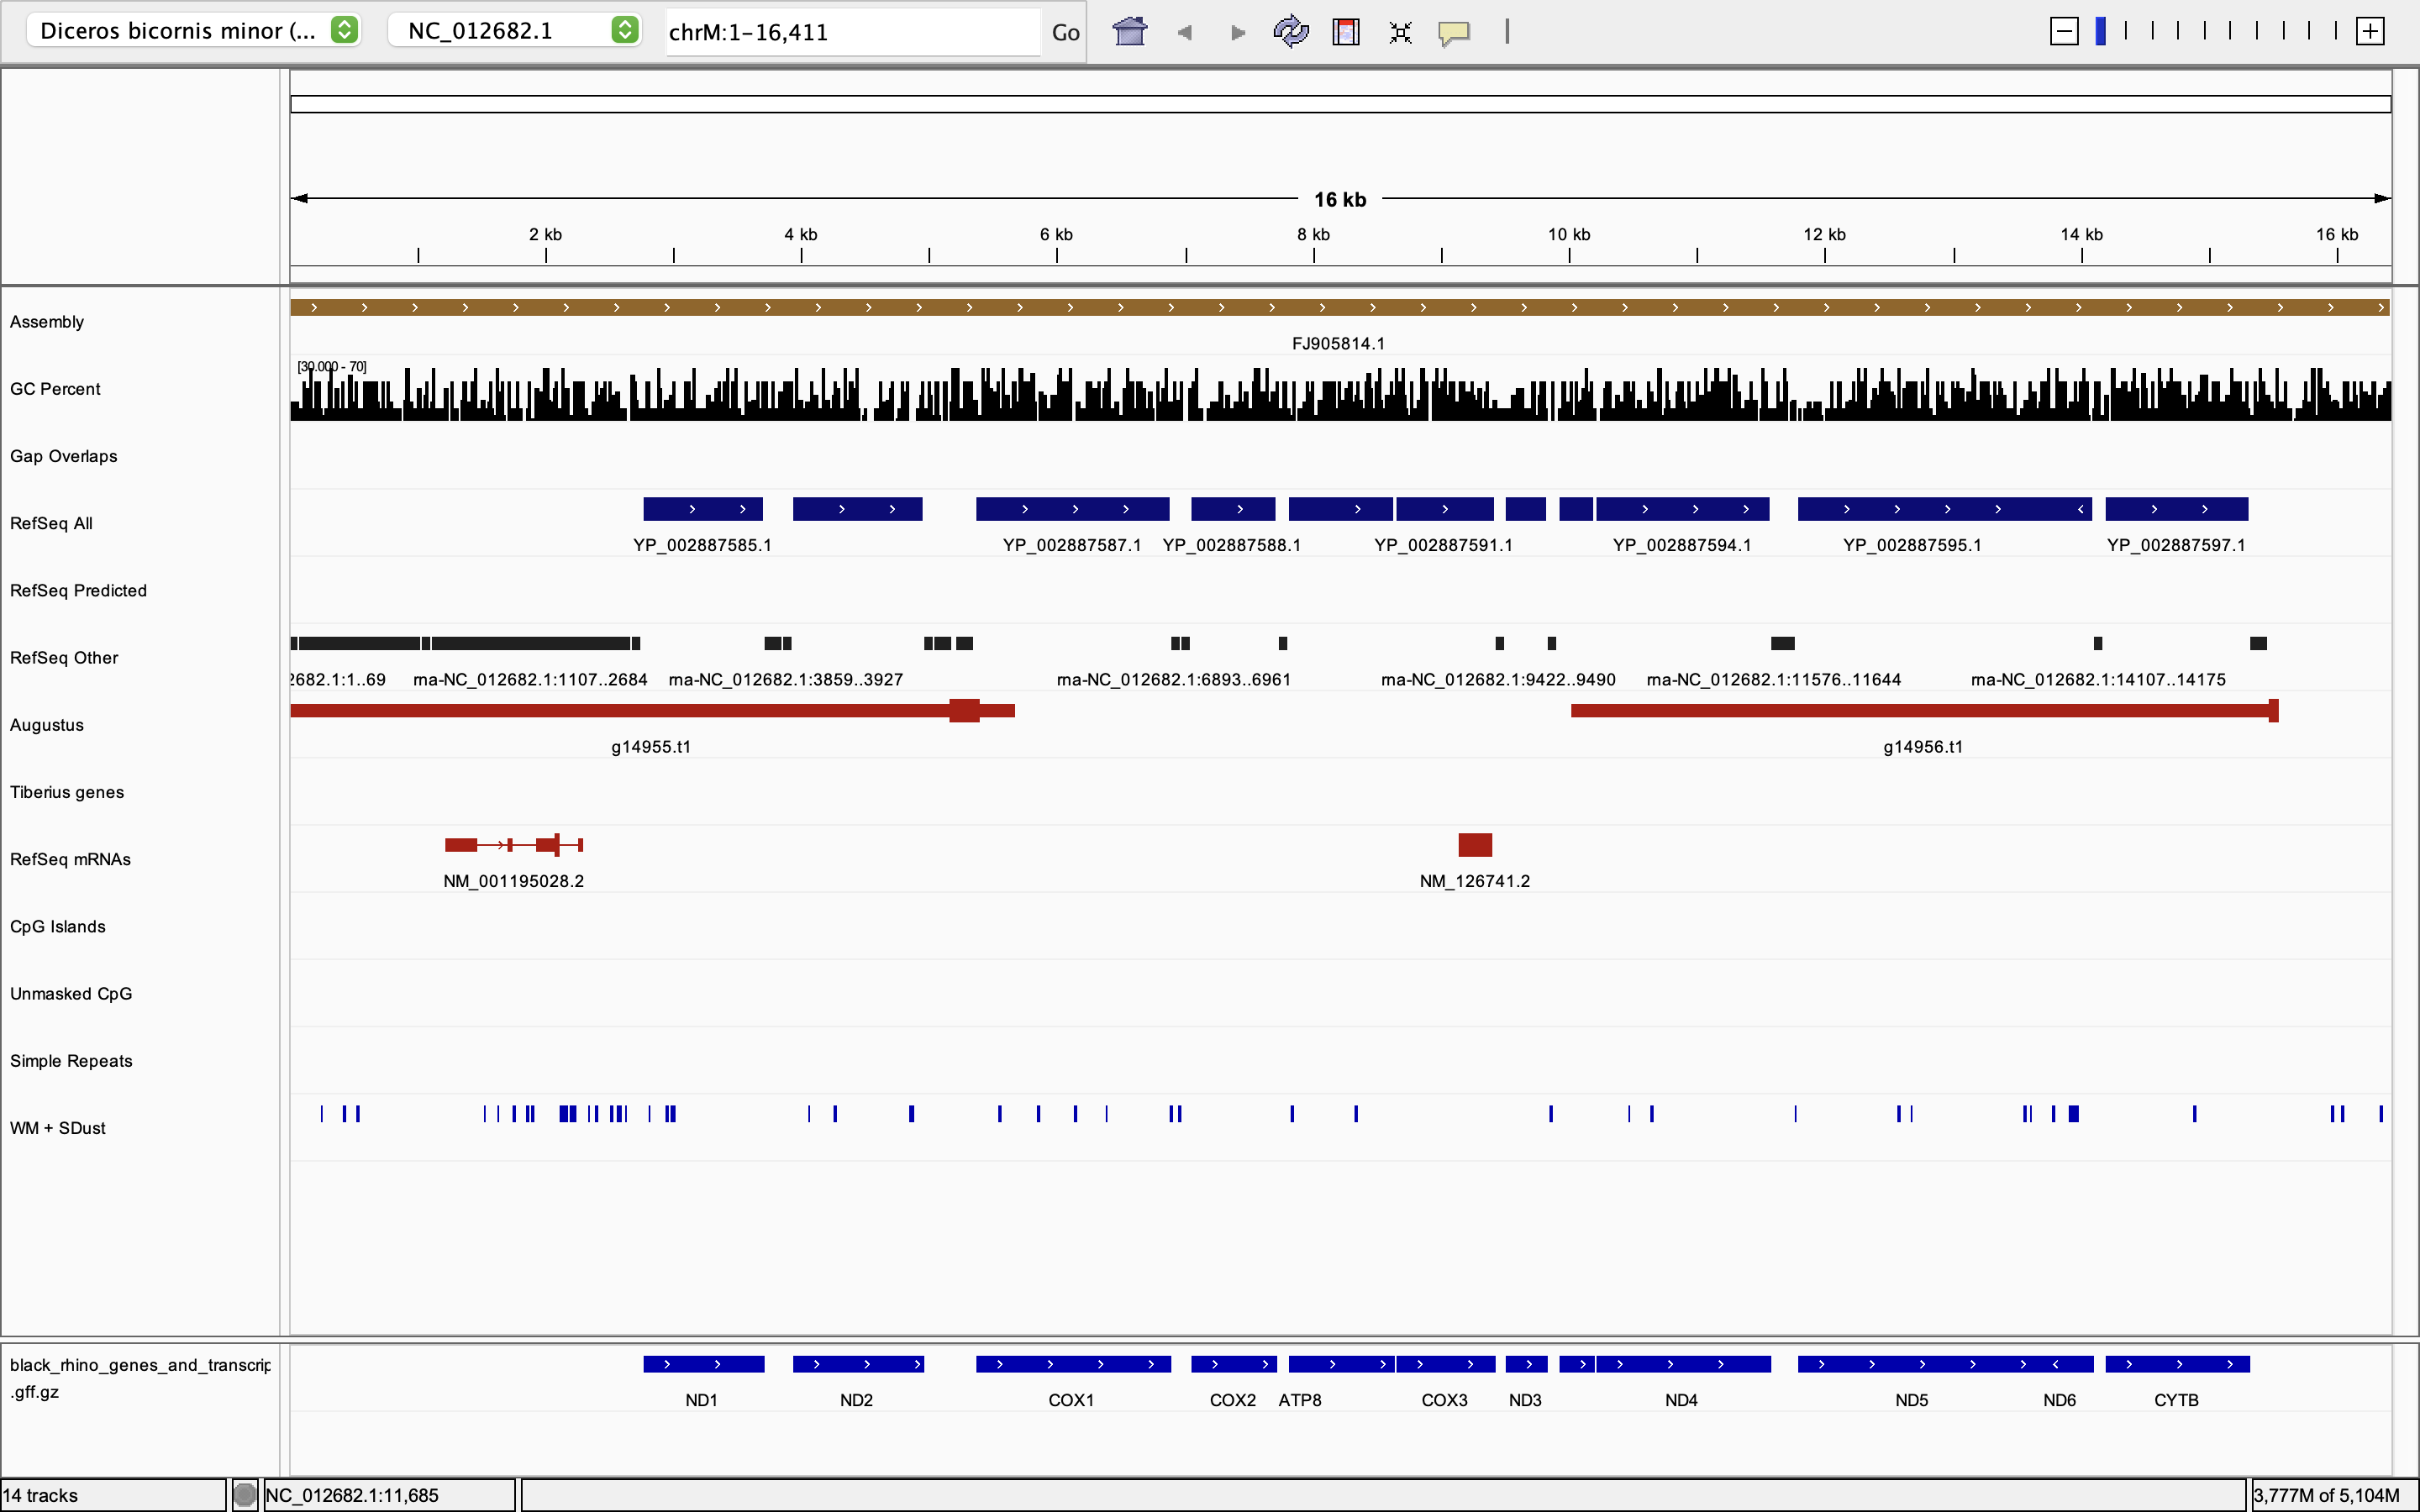 Diceros bicornis minor (... NC_012682.1 chrM:1-16,411 Go
16 kb
2 kb 4 kb 6 kb 8 kb 10 kb 12 kb 14 kb 16 kb
Assembly
FJ905814.1
[30.000 - 70]
GC Percent
Gap Overlaps
RefSeq All
YP_002887585.1 YP_002887587.1 YP_002887588.1 YP_002887591.1 YP_002887594.1 YP_002887595.1 YP_002887597.1
RefSeq Predicted
RefSeq Other
2682.1:1..69 rna-NC_012682.1:1107..2684 rna-NC_012682.1:3859..3927 rna-NC_012682.1:6893..6961 rna-NC_012682.1:9422..9490 rna-NC_012682.1:11576..11644 rna-NC_012682.1:14107..14175
Augustus
g14955.t1 g14956.t1
Tiberius genes
RefSeq mRNAs
NM_001195028.2 NM_126741.2
CpG Islands
Unmasked CpG
Simple Repeats
WM + SDust
black_rhino_genes_and_transcrip
.gff.gz
ND1 ND2 COX1 COX2 ATP8 COX3 ND3 ND4 ND5 ND6 CYTB
14 tracks NC_012682.1:11,685 3,777M of 5,104M